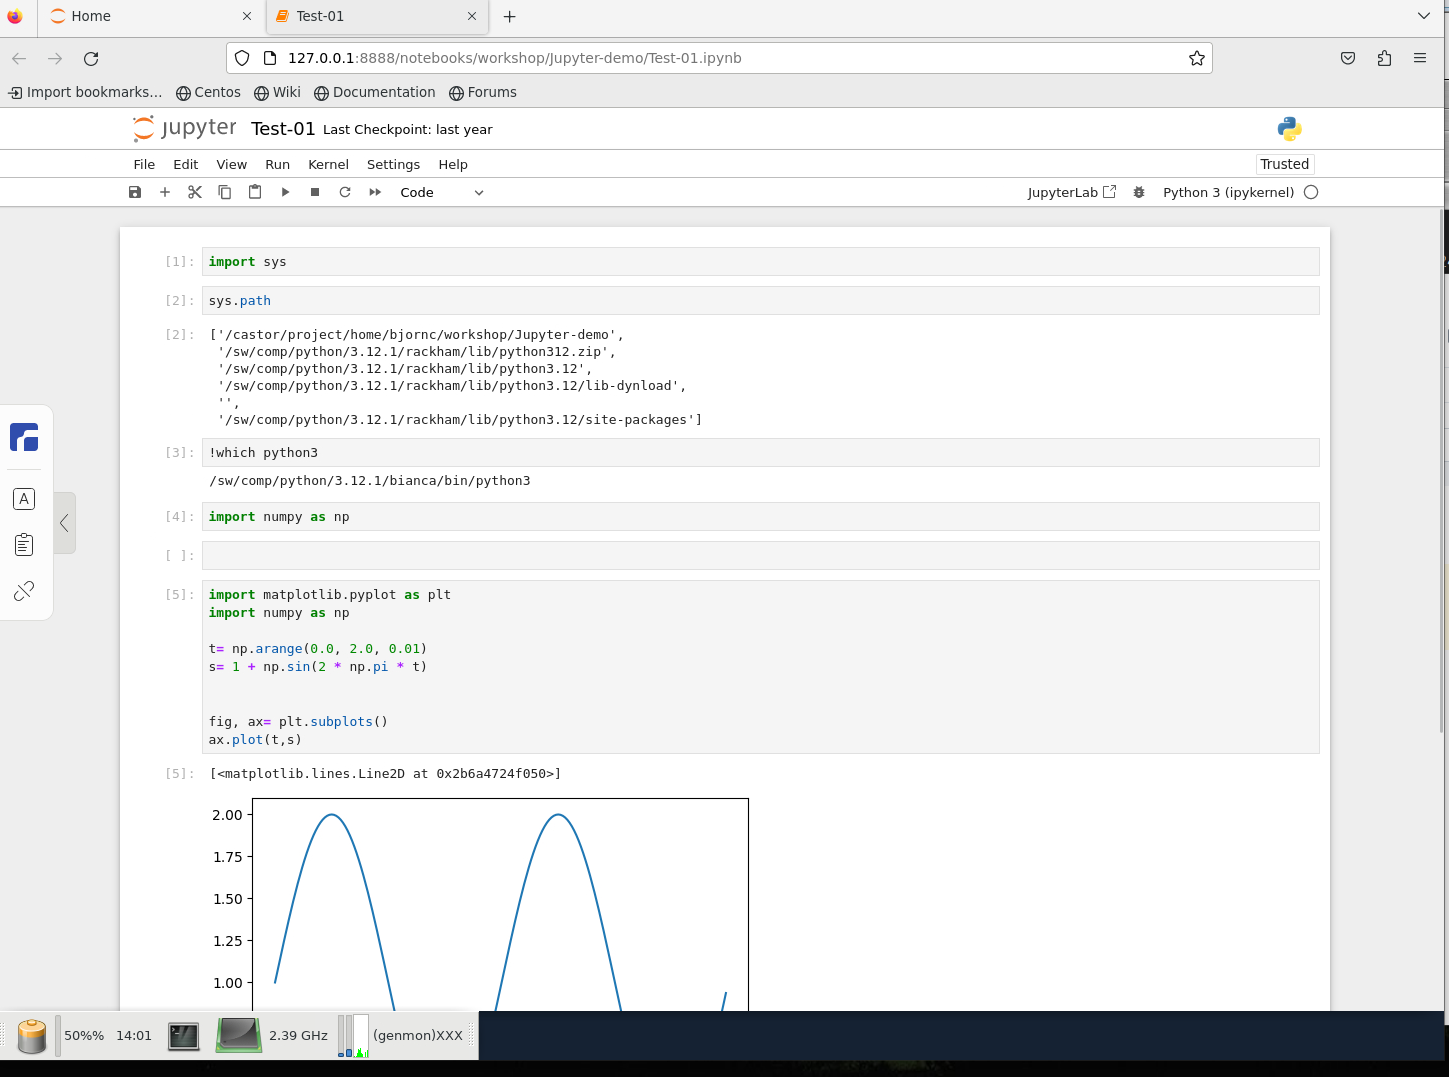 Home
Test-01
127.0.0.1:8888/notebooks/workshop/Jupyter-demo/Test-01.ipynb
Import bookmarks... Centos Wiki Documentation Forums
jupyter Test-01 Last Checkpoint: last year
File Edit View Run Kernel Settings Help Trusted
Code JupyterLab Python 3 (ipykernel)
[1]: import sys
[2]: sys.path
[2]: ['/castor/project/home/bjornc/workshop/Jupyter-demo',
'/sw/comp/python/3.12.1/rackham/lib/python312.zip',
'/sw/comp/python/3.12.1/rackham/lib/python3.12',
'/sw/comp/python/3.12.1/rackham/lib/python3.12/lib-dynload',
'',
'/sw/comp/python/3.12.1/rackham/lib/python3.12/site-packages']
[3]: !which python3
/sw/comp/python/3.12.1/bianca/bin/python3
[4]: import numpy as np
[ ]:
[5]: import matplotlib.pyplot as plt
import numpy as np
t= np.arange(0.0, 2.0, 0.01)
s= 1 + np.sin(2 * np.pi * t)
fig, ax= plt.subplots()
ax.plot(t,s)
[5]: [<matplotlib.lines.Line2D at 0x2b6a4724f050>]
2.00
1.75
1.50
1.25
1.00
A
50%% 14:01 2.39 GHz (genmon)XXX